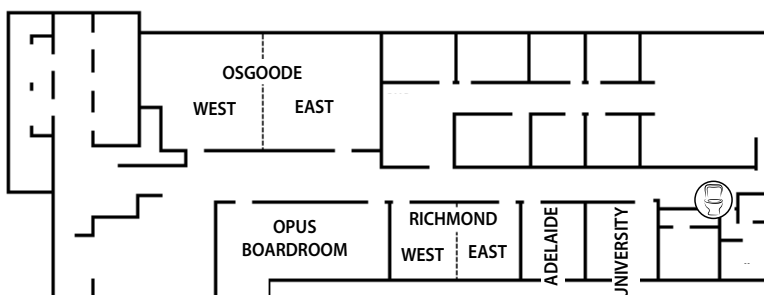 OSGOODE
WEST EAST
OPUS
BOARDROOM
RICHMOND
WEST EAST
ADELAIDE
UNIVERSITY